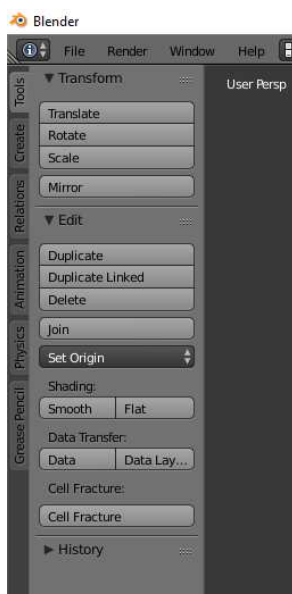 Blender
File Render Window Help
Tools
Create
Relations
Animation
Physics
Grease Pencil
Transform
Translate
Rotate
Scale
Mirror
Edit
Duplicate
Duplicate Linked
Delete
Join
Set Origin
Shading:
Smooth Flat
Data Transfer:
Data Data Lay...
Cell Fracture:
Cell Fracture
History
User Persp